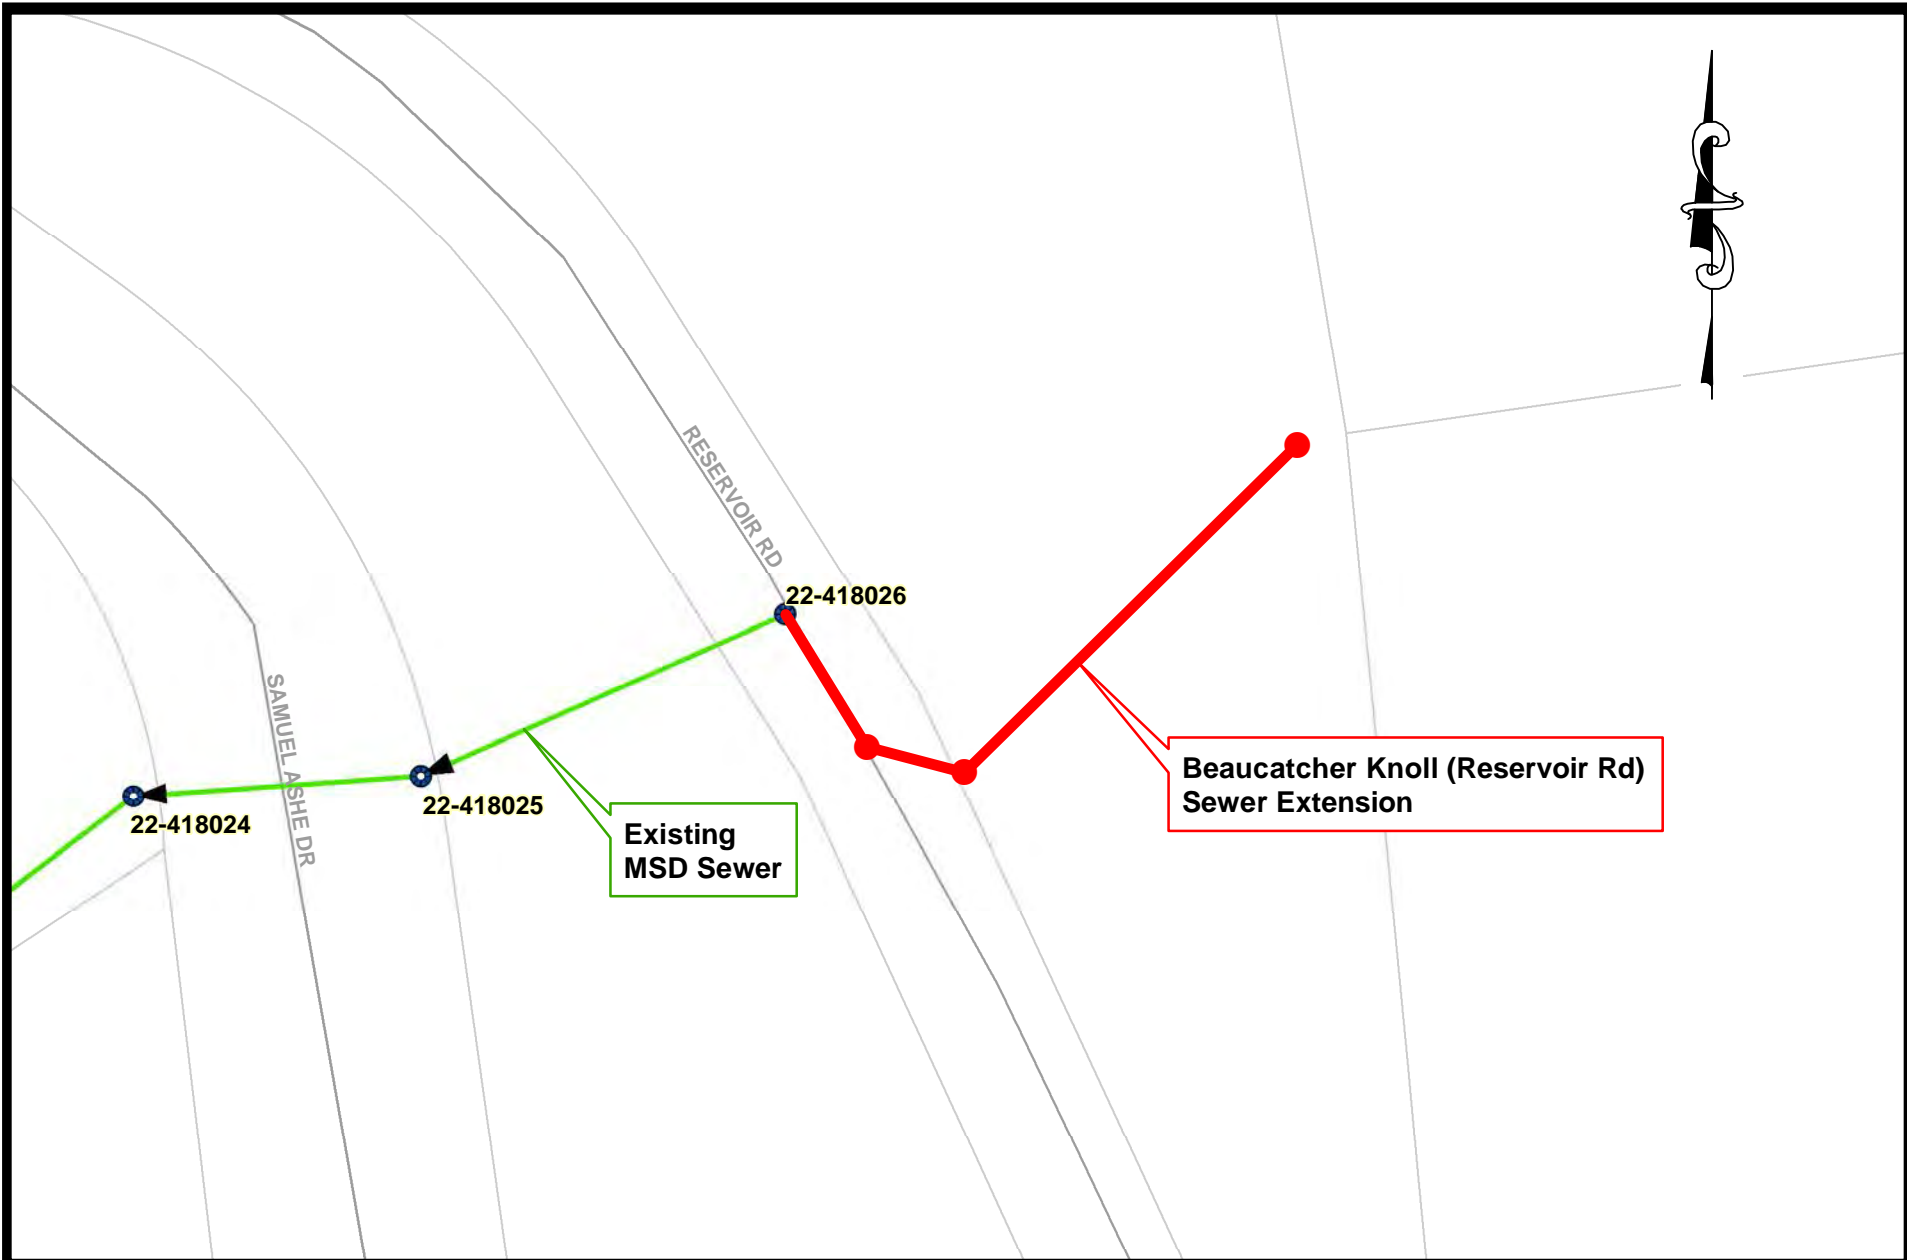 RESERVOIR RD
22-418026
SAMUEL ASHE DR
22-418025
22-418024
Existing
MSD Sewer
Beaucatcher Knoll (Reservoir Rd)
Sewer Extension